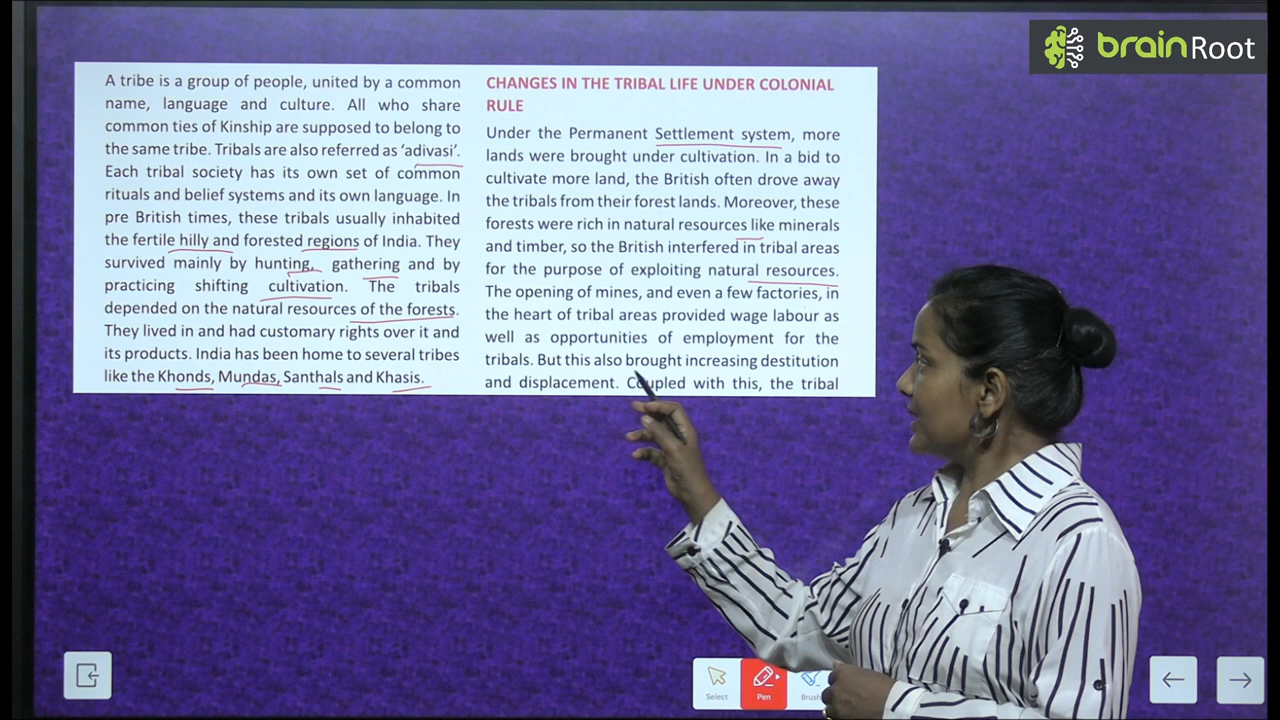 brainRoot
A tribe is a group of people, united by a common
name, language and culture. All who share
common ties of Kinship are supposed to belong to
the same tribe. Tribals are also referred as ‘adivasi’.
Each tribal society has its own set of common
rituals and belief systems and its own language. In
pre British times, these tribals usually inhabited
the fertile hilly and forested regions of India. They
survived mainly by hunting, gathering and by
practicing shifting cultivation. The tribals
depended on the natural resources of the forests.
They lived in and had customary rights over it and
its products. India has been home to several tribes
like the Khonds, Mundas, Santhals and Khasis.
CHANGES IN THE TRIBAL LIFE UNDER COLONIAL
RULE
Under the Permanent Settlement system, more
lands were brought under cultivation. In a bid to
cultivate more land, the British often drove away
the tribals from their forest lands. Moreover, these
forests were rich in natural resources like minerals
and timber, so the British interfered in tribal areas
for the purpose of exploiting natural resources.
The opening of mines, and even a few factories, in
the heart of tribal areas provided wage labour as
well as opportunities of employment for the
tribals. But this also brought increasing destitution
and displacement. Coupled with this, the tribal
Select
Pen
Brush